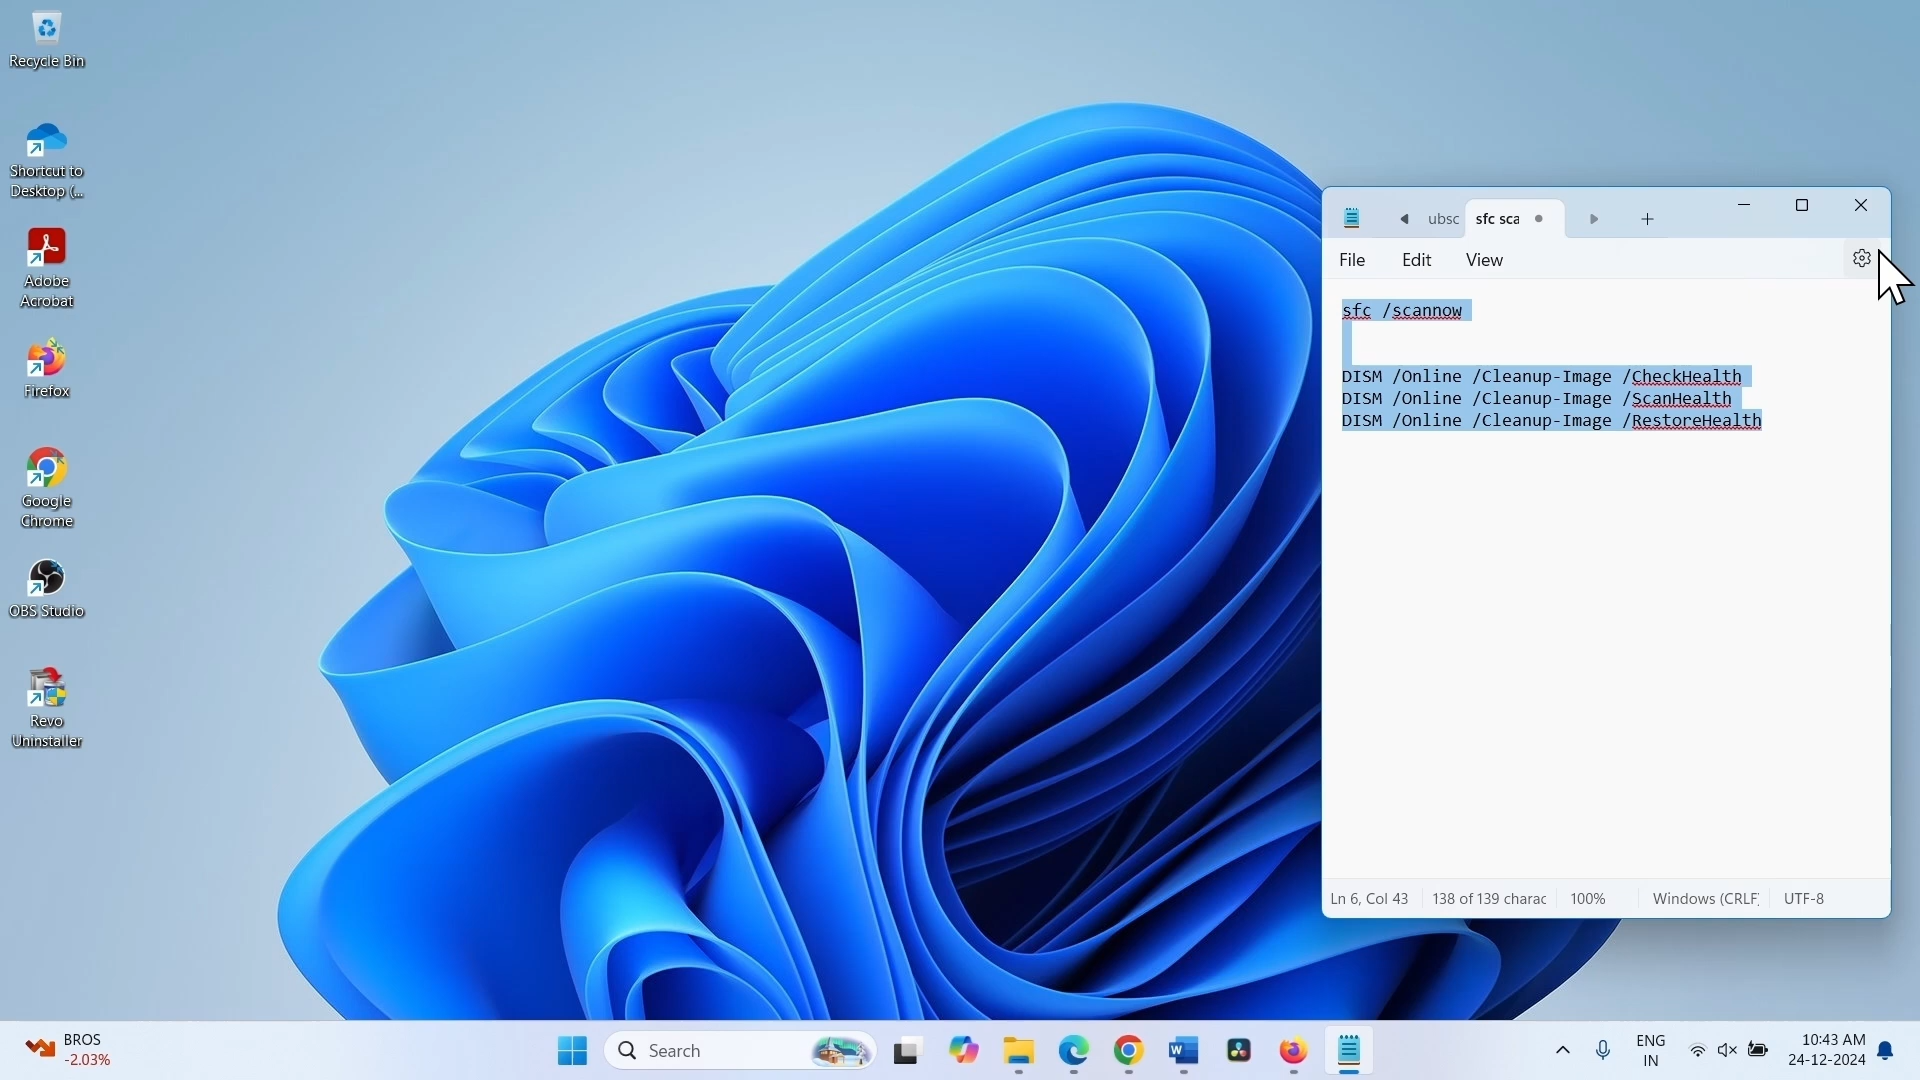 Recycle Bin
Shortcut to
Desktop (...
Adobe
Acrobat
Firefox
Google
Chrome
OBS Studio
Revo
Uninstaller
ubsc
sfc sca
File
Edit
View
sfc /scannow
DISM /Online /Cleanup-Image /CheckHealth
DISM /Online /Cleanup-Image /ScanHealth
DISM /Online /Cleanup-Image /RestoreHealth
Ln 6, Col 43
138 of 139 charac
100%
Windows (CRLF)
UTF-8
BROS
-2.03%
Search
ENG
IN
10:43 AM
24-12-2024